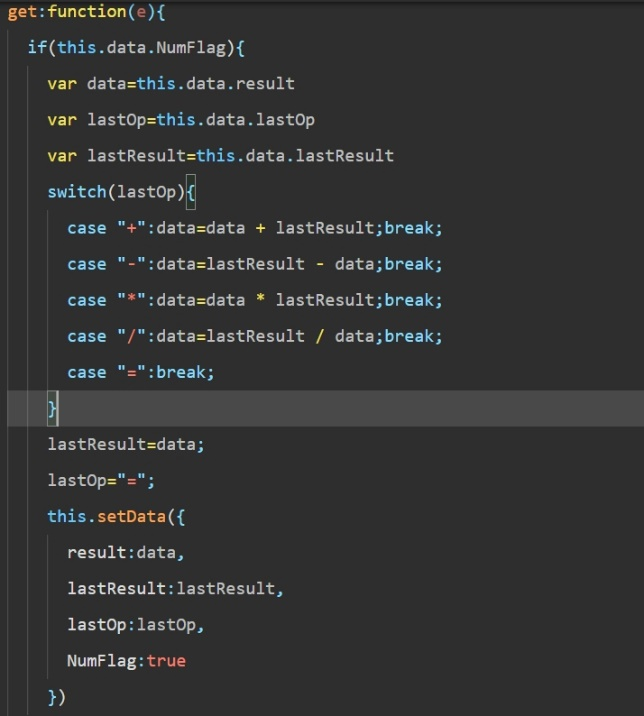 get:function(e){
if(this.data.NumFlag){
var data=this.data.result
var lastOp=this.data.lastOp
var lastResult=this.data.lastResult
switch(lastOp){
case "+":data=data + lastResult;break;
case "-":data=lastResult - data;break;
case "*":data=data * lastResult;break;
case "/":data=lastResult / data;break;
case "=":break;
}
lastResult=data;
lastOp="=";
this.setData({
result:data,
lastResult:lastResult,
lastOp:lastOp,
NumFlag:true
})